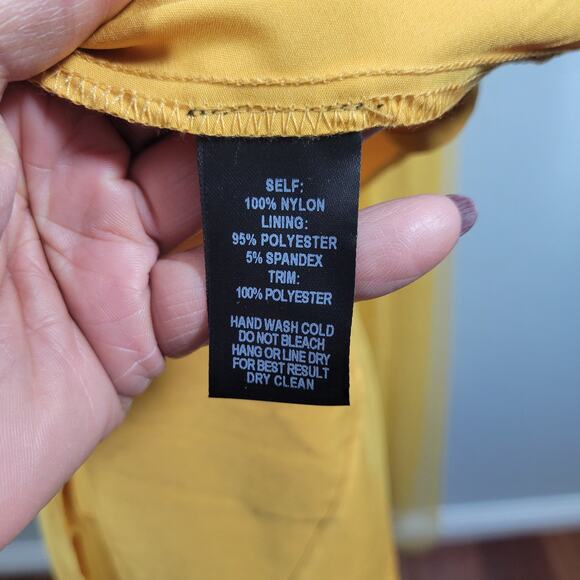 SELF:
100% NYLON
LINING:
95% POLYESTER
5% SPANDEX
TRIM:
100% POLYESTER
HAND WASH COLD
DO NOT BLEACH
HANG OR LINE DRY
FOR BEST RESULT
DRY CLEAN